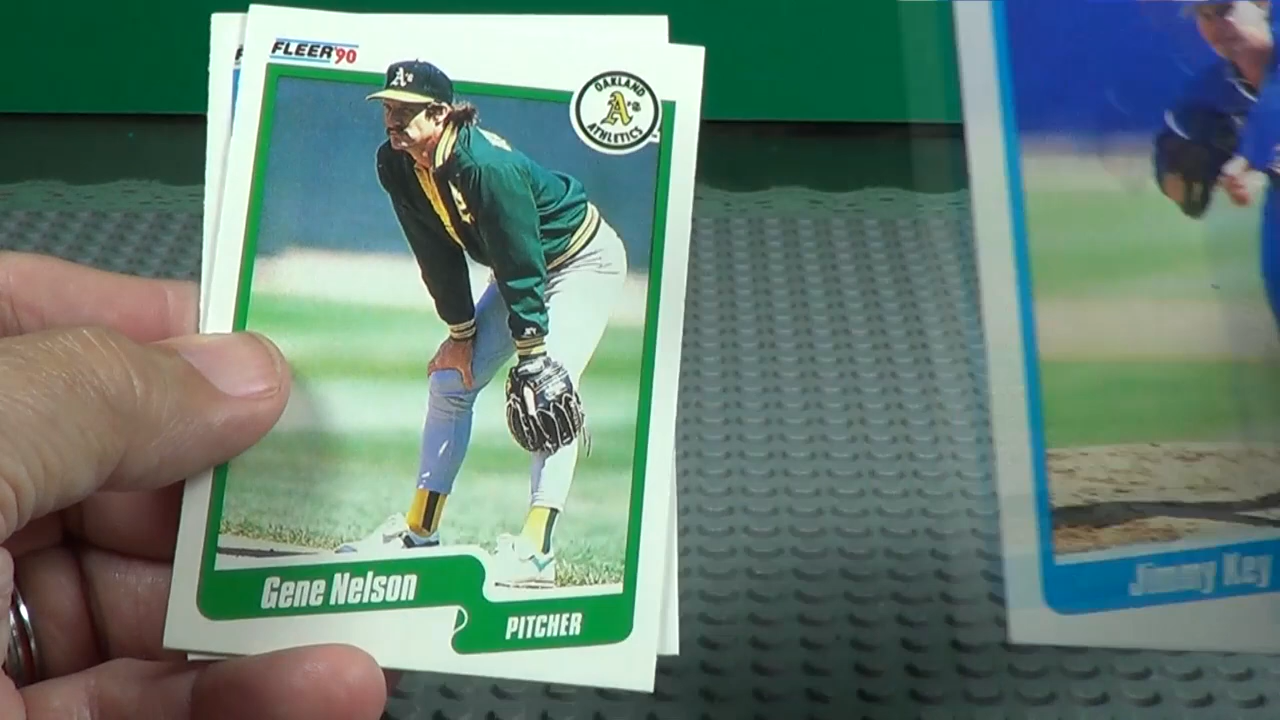 FLEER '90
OAKLAND
A's
ATHLETICS
A's
Gene Nelson
PITCHER
Jimmy Key